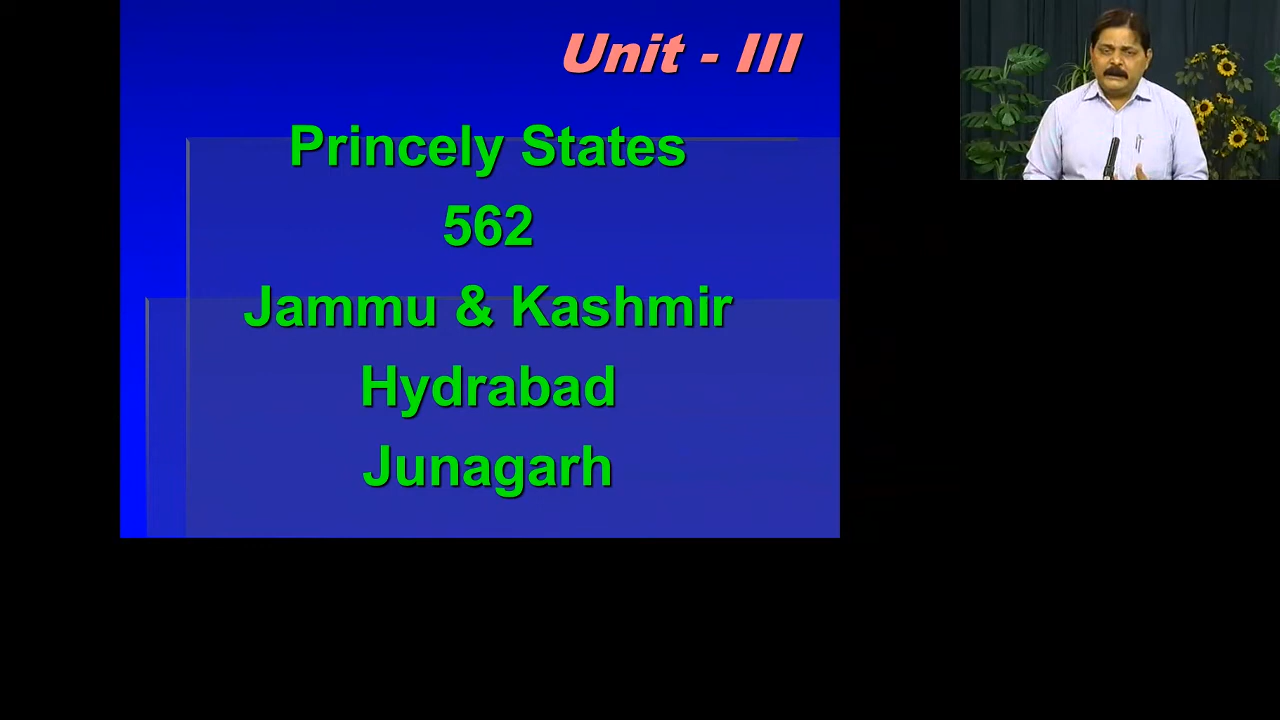 Unit - III
Princely States
562
Jammu & Kashmir
Hydrabad
Junagarh